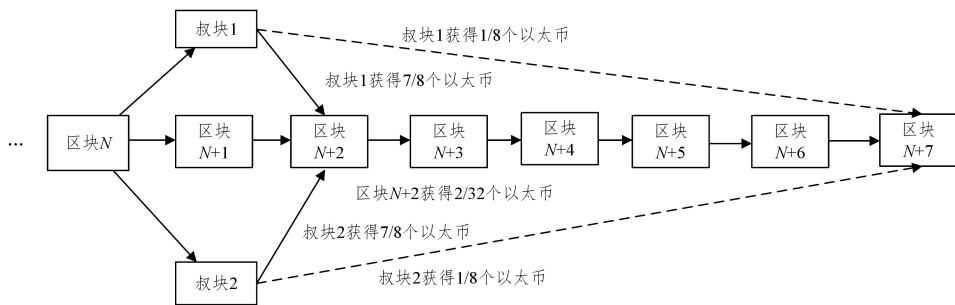 叔块1
叔块1获得1/8个以太币
叔块1获得7/8个以太币
...
区块N
区块
N+1
区块
N+2
区块
N+3
区块
N+4
区块
N+5
区块
N+6
区块
N+7
区块N+2获得2/32个以太币
叔块2获得7/8个以太币
叔块2
叔块2获得1/8个以太币